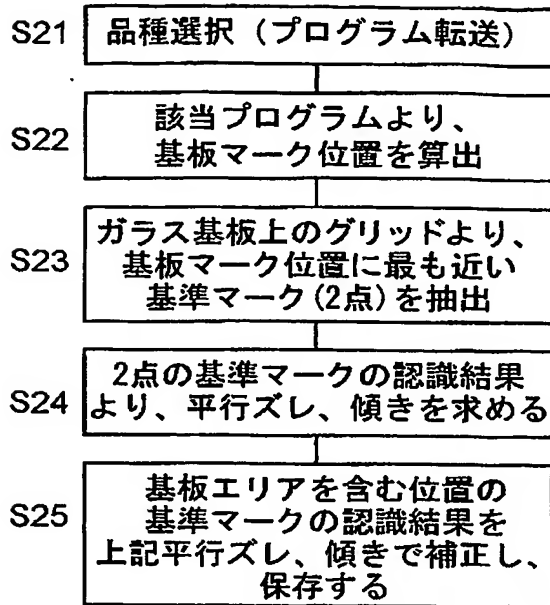 S21 品種選択（プログラム転送）
S22 該当プログラムより、
基板マーク位置を算出
S23 ガラス基板上のグリッドより、
基板マーク位置に最も近い
基準マーク(2点)を抽出
S24 2点の基準マークの認識結果
より、平行ズレ、傾きを求める
S25 基板エリアを含む位置の
基準マークの認識結果を
上記平行ズレ、傾きで補正し、
保存する